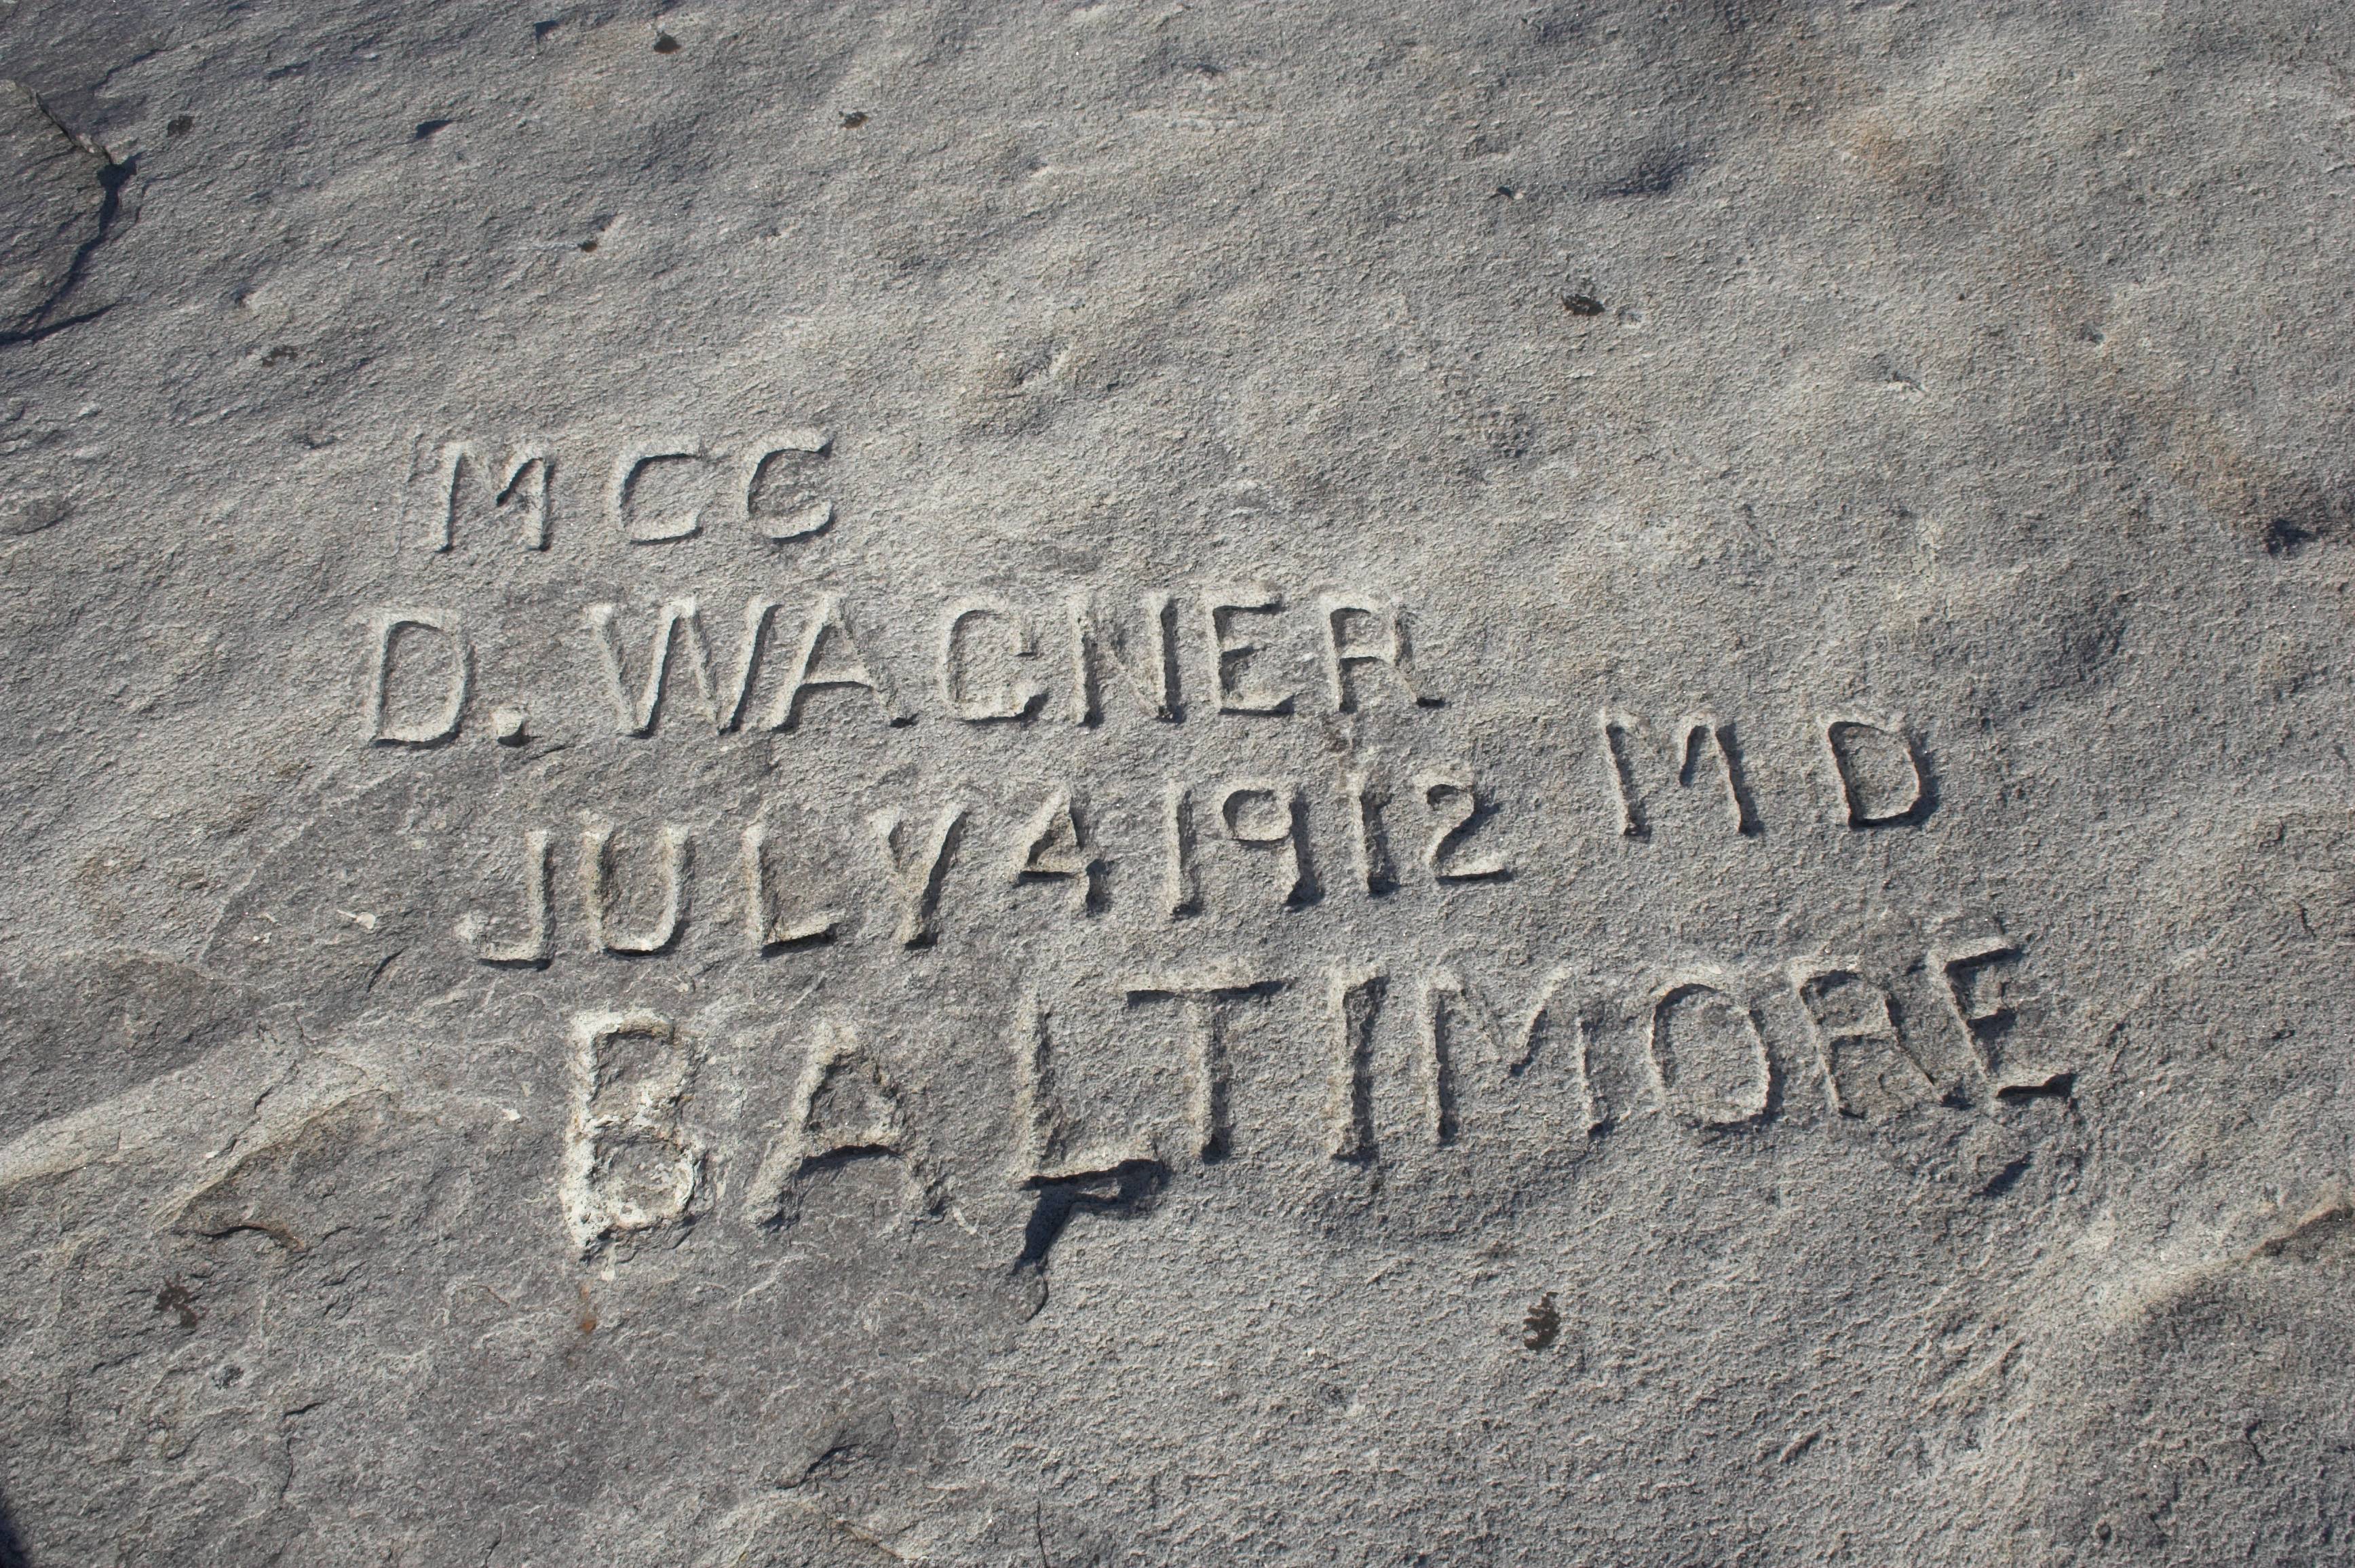 MCC
D. WAGNER
JULY 4 1912 MD
BALTIMORE